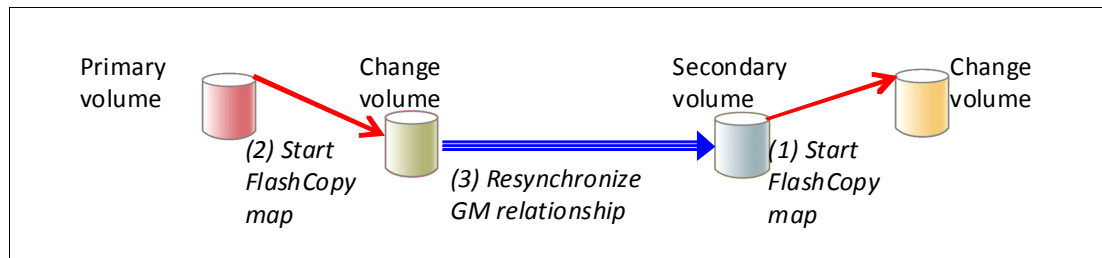 Primary
volume
Change
volume
Secondary
volume
Change
volume
(2) Start
FlashCopy
map
(3) Resynchronize
GM relationship
(1) Start
FlashCopy
map